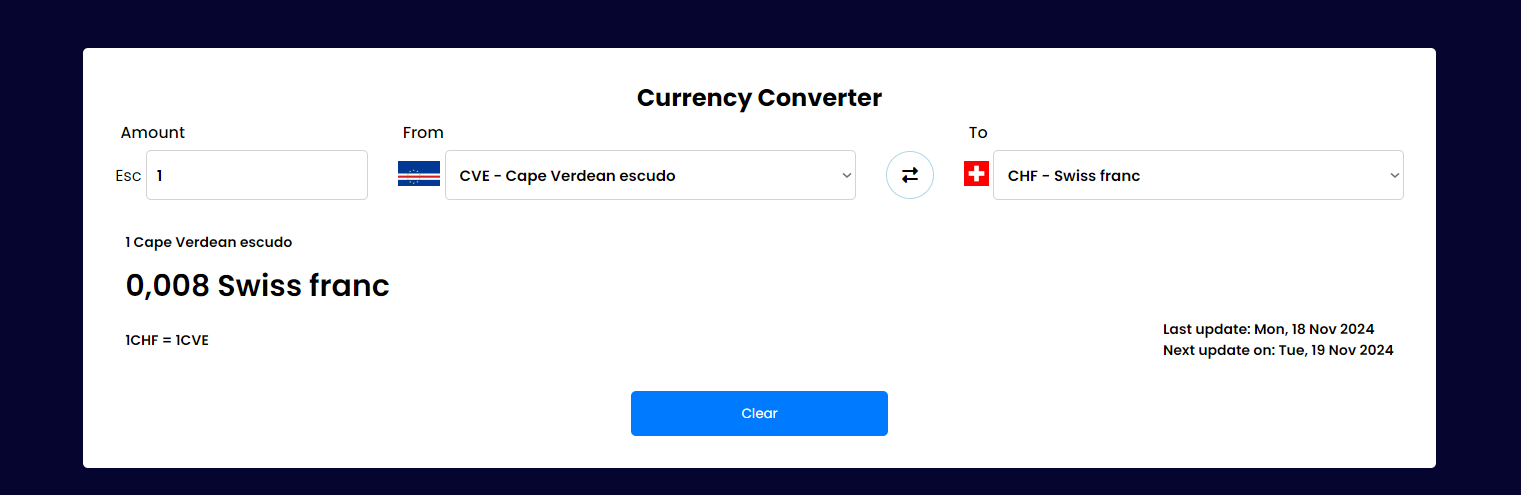 Currency Converter
Amount
From
To
Esc 1
CVE - Cape Verdean escudo
CHF - Swiss franc
1 Cape Verdean escudo
0,008 Swiss franc
1CHF = 1CVE
Last update: Mon, 18 Nov 2024
Next update on: Tue, 19 Nov 2024
Clear